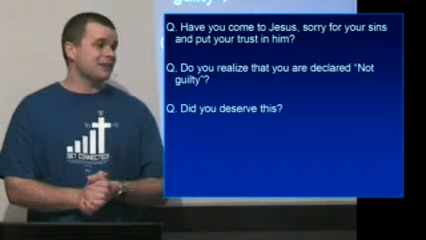 guilty ?
Q. Have you come to Jesus, sorry for your sins
and put your trust in him?
Q. Do you realize that you are declared "Not
guilty"?
Q. Did you deserve this?
GET CONNECTED